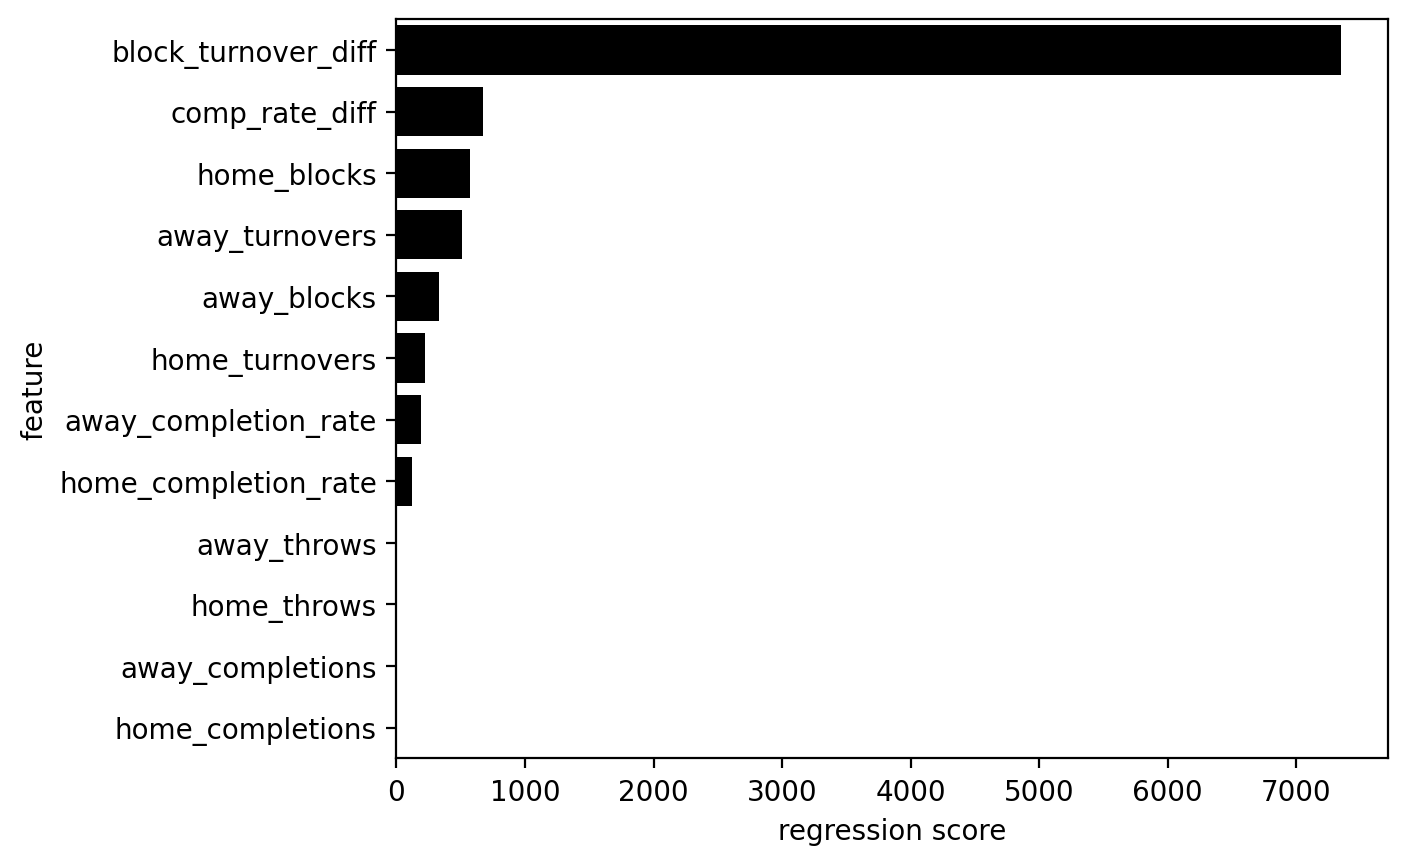 block_turnover_diff
comp_rate_diff
home_blocks
away_turnovers
away_blocks
home_turnovers
away_completion_rate
home_completion_rate
away_throws
home_throws
away_completions
home_completions
feature
0 1000 2000 3000 4000 5000 6000 7000
regression score